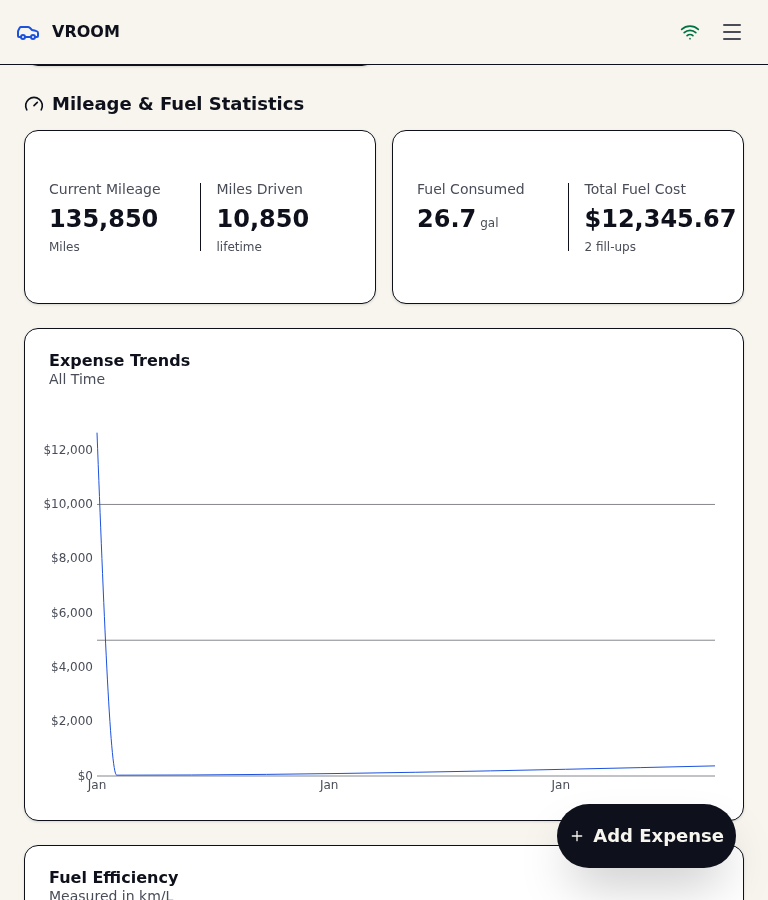 VROOM
Mileage & Fuel Statistics
Current Mileage
135,850
Miles
Miles Driven
10,850
lifetime
Fuel Consumed
26.7 gal
Total Fuel Cost
$12,345.67
2 fill-ups
Expense Trends
All Time
$12,000
$10,000
$8,000
$6,000
$4,000
$2,000
$0
Jan Jan Jan
+ Add Expense
Fuel Efficiency
Measured in km/L